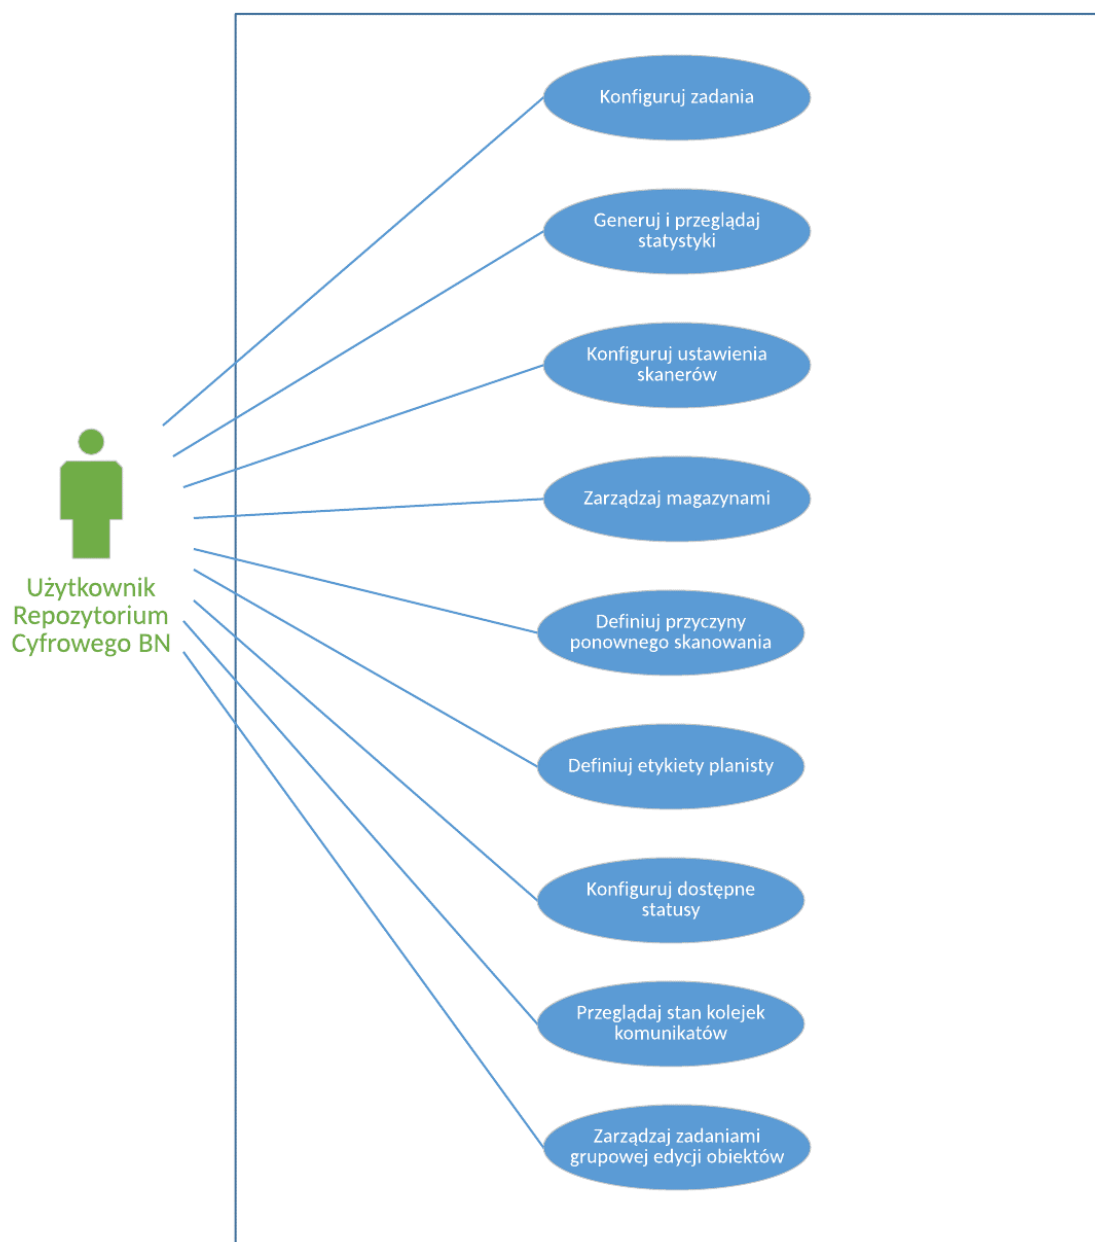 Konfiguruj zadania
Generuj i przeglądaj
statystyki
Konfiguruj ustawienia
skanerów
Zarządzaj magazynami
Użytkownik
Repozytorium
Cyfrowego BN
Definiuj przyczyny
ponownego skanowania
Definiuj etykiety planisty
Konfiguruj dostępne
statusy
Przeglądaj stan kolejek
komunikatów
Zarządzaj zadaniami
grupowej edycji obiektów